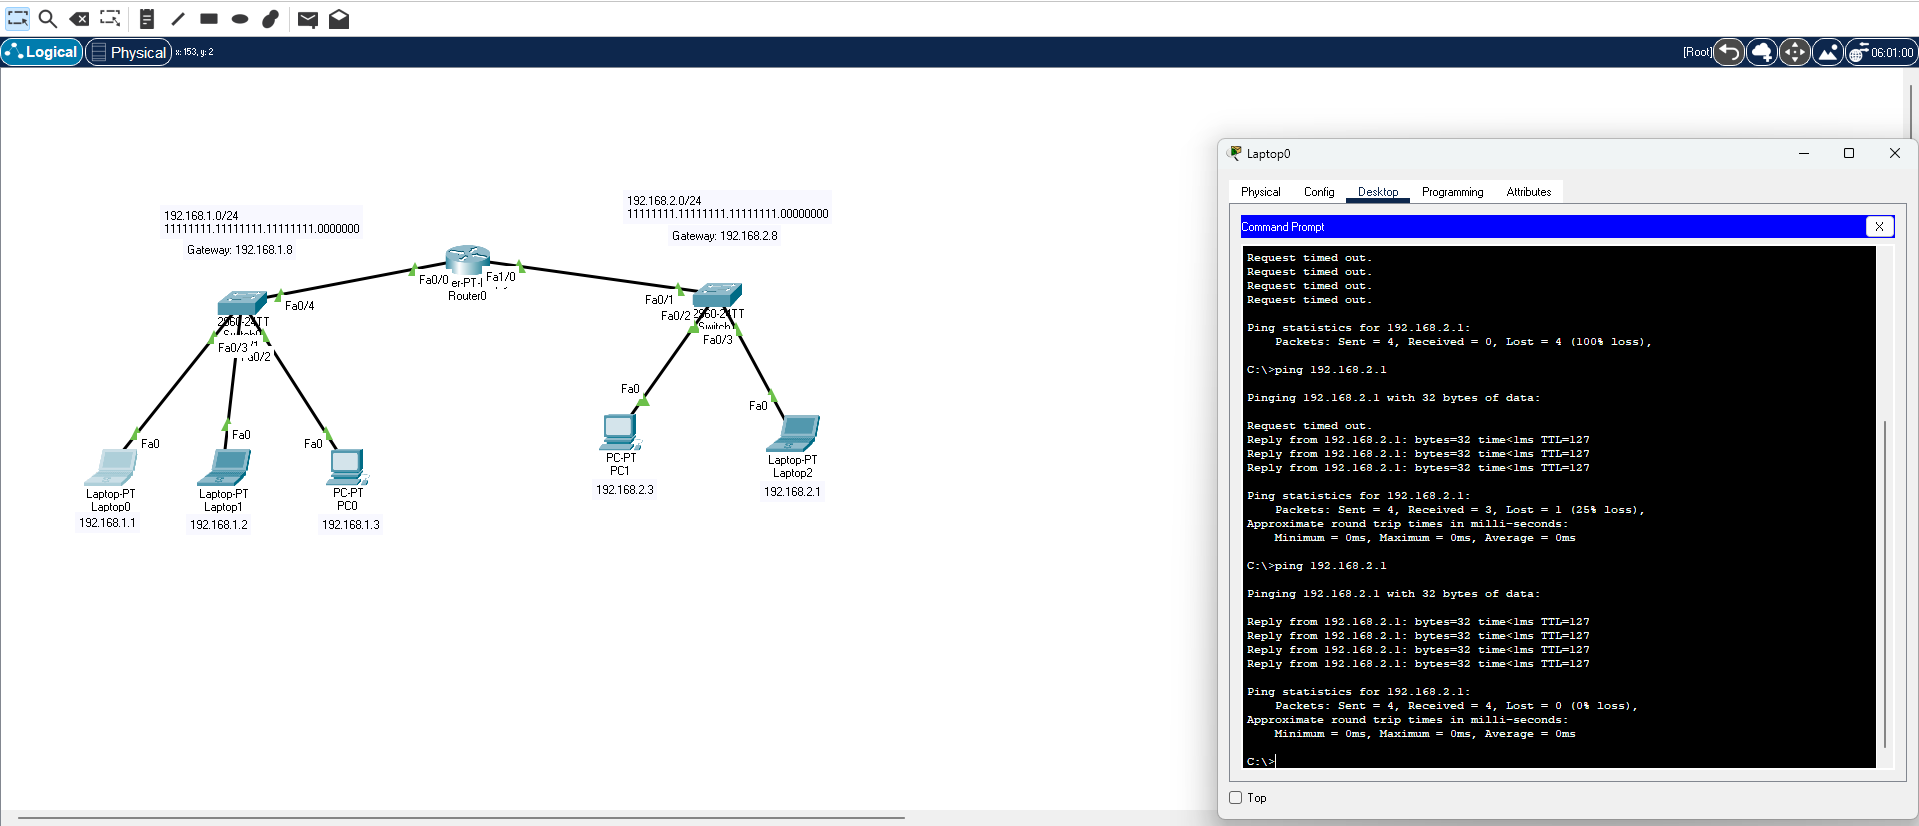 Logical
Physical
x: 153, y: 2
[Root]
06:01:00
192.168.1.0/24
11111111.11111111.11111111.0000000
Gateway: 192.168.1.8
192.168.2.0/24
11111111.11111111.11111111.00000000
Gateway: 192.168.2.8
Fa0/0
Fa1/0
er-PT-
Router0
Fa0/4
2960-24TT
Fa0/3
Fa0/1
Fa0/2
2960-24TT
Switch1
Fa0/3
Fa0
Fa0
Fa0
Laptop-PT
Laptop0
192.168.1.1
Laptop-PT
Laptop1
192.168.1.2
PC-PT
PC0
192.168.1.3
Fa0
Fa0
PC-PT
PC1
192.168.2.3
Laptop-PT
Laptop2
192.168.2.1
Laptop0
Physical Config Desktop Programming Attributes
Command Prompt X
Request timed out.
Request timed out.
Request timed out.
Request timed out.
Ping statistics for 192.168.2.1:
Packets: Sent = 4, Received = 0, Lost = 4 (100% loss),
C:\>ping 192.168.2.1
Pinging 192.168.2.1 with 32 bytes of data:
Request timed out.
Reply from 192.168.2.1: bytes=32 time<1ms TTL=127
Reply from 192.168.2.1: bytes=32 time<1ms TTL=127
Reply from 192.168.2.1: bytes=32 time<1ms TTL=127
Ping statistics for 192.168.2.1:
Packets: Sent = 4, Received = 3, Lost = 1 (25% loss),
Approximate round trip times in milli-seconds:
Minimum = 0ms, Maximum = 0ms, Average = 0ms
C:\>ping 192.168.2.1
Pinging 192.168.2.1 with 32 bytes of data:
Reply from 192.168.2.1: bytes=32 time<1ms TTL=127
Reply from 192.168.2.1: bytes=32 time<1ms TTL=127
Reply from 192.168.2.1: bytes=32 time<1ms TTL=127
Reply from 192.168.2.1: bytes=32 time<1ms TTL=127
Ping statistics for 192.168.2.1:
Packets: Sent = 4, Received = 4, Lost = 0 (0% loss),
Approximate round trip times in milli-seconds:
Minimum = 0ms, Maximum = 0ms, Average = 0ms
C:\>
Top